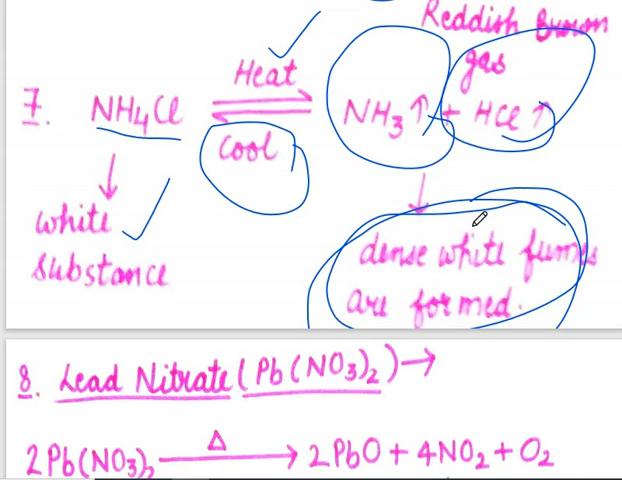 Reddish Brown
gas
7. NH4Cl Heat ⇌ Cool NH3↑ + HCl↑
↓ ↓
white
Substance
dense white fumes
are formed.
8. Lead Nitrate (Pb(NO3)2) →
2Pb(NO3)2 Δ → 2PbO + 4NO2 + O2